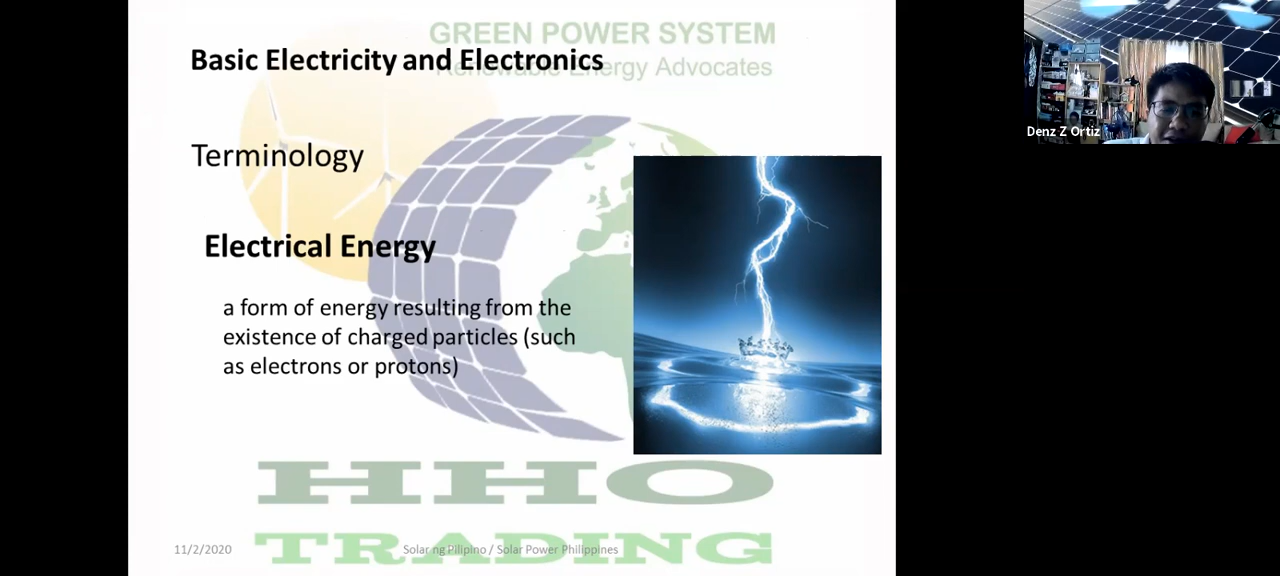 GREEN POWER SYSTEM
Basic Electricity and Electronics
Renewable Energy Advocates
Denz Z Ortiz
Terminology
Electrical Energy
a form of energy resulting from the
existence of charged particles (such
as electrons or protons)
HHO
TRADING
11/2/2020
Solar ng Pilipino / Solar Power Philippines